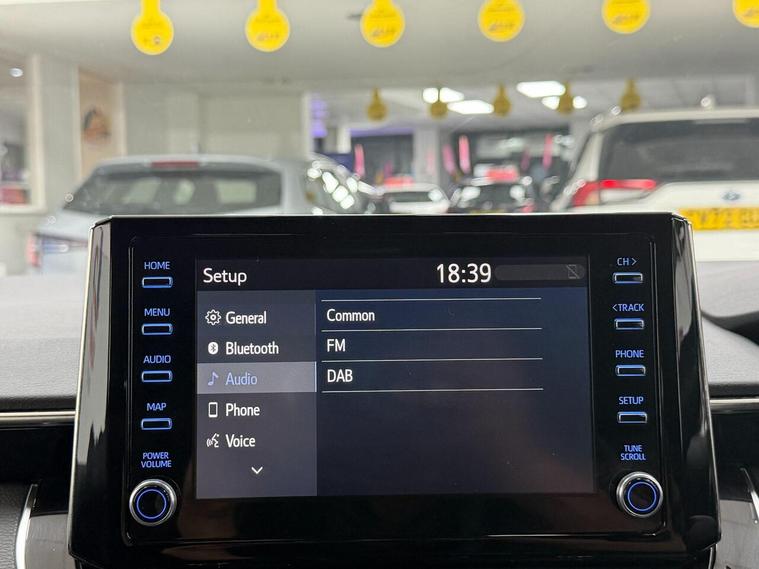 Setup
18:39
General
Bluetooth
Audio
Phone
Voice
Common
FM
DAB
HOME
MENU
AUDIO
MAP
POWER
VOLUME
CH >
<TRACK
PHONE
SETUP
TUNE
SCROLL